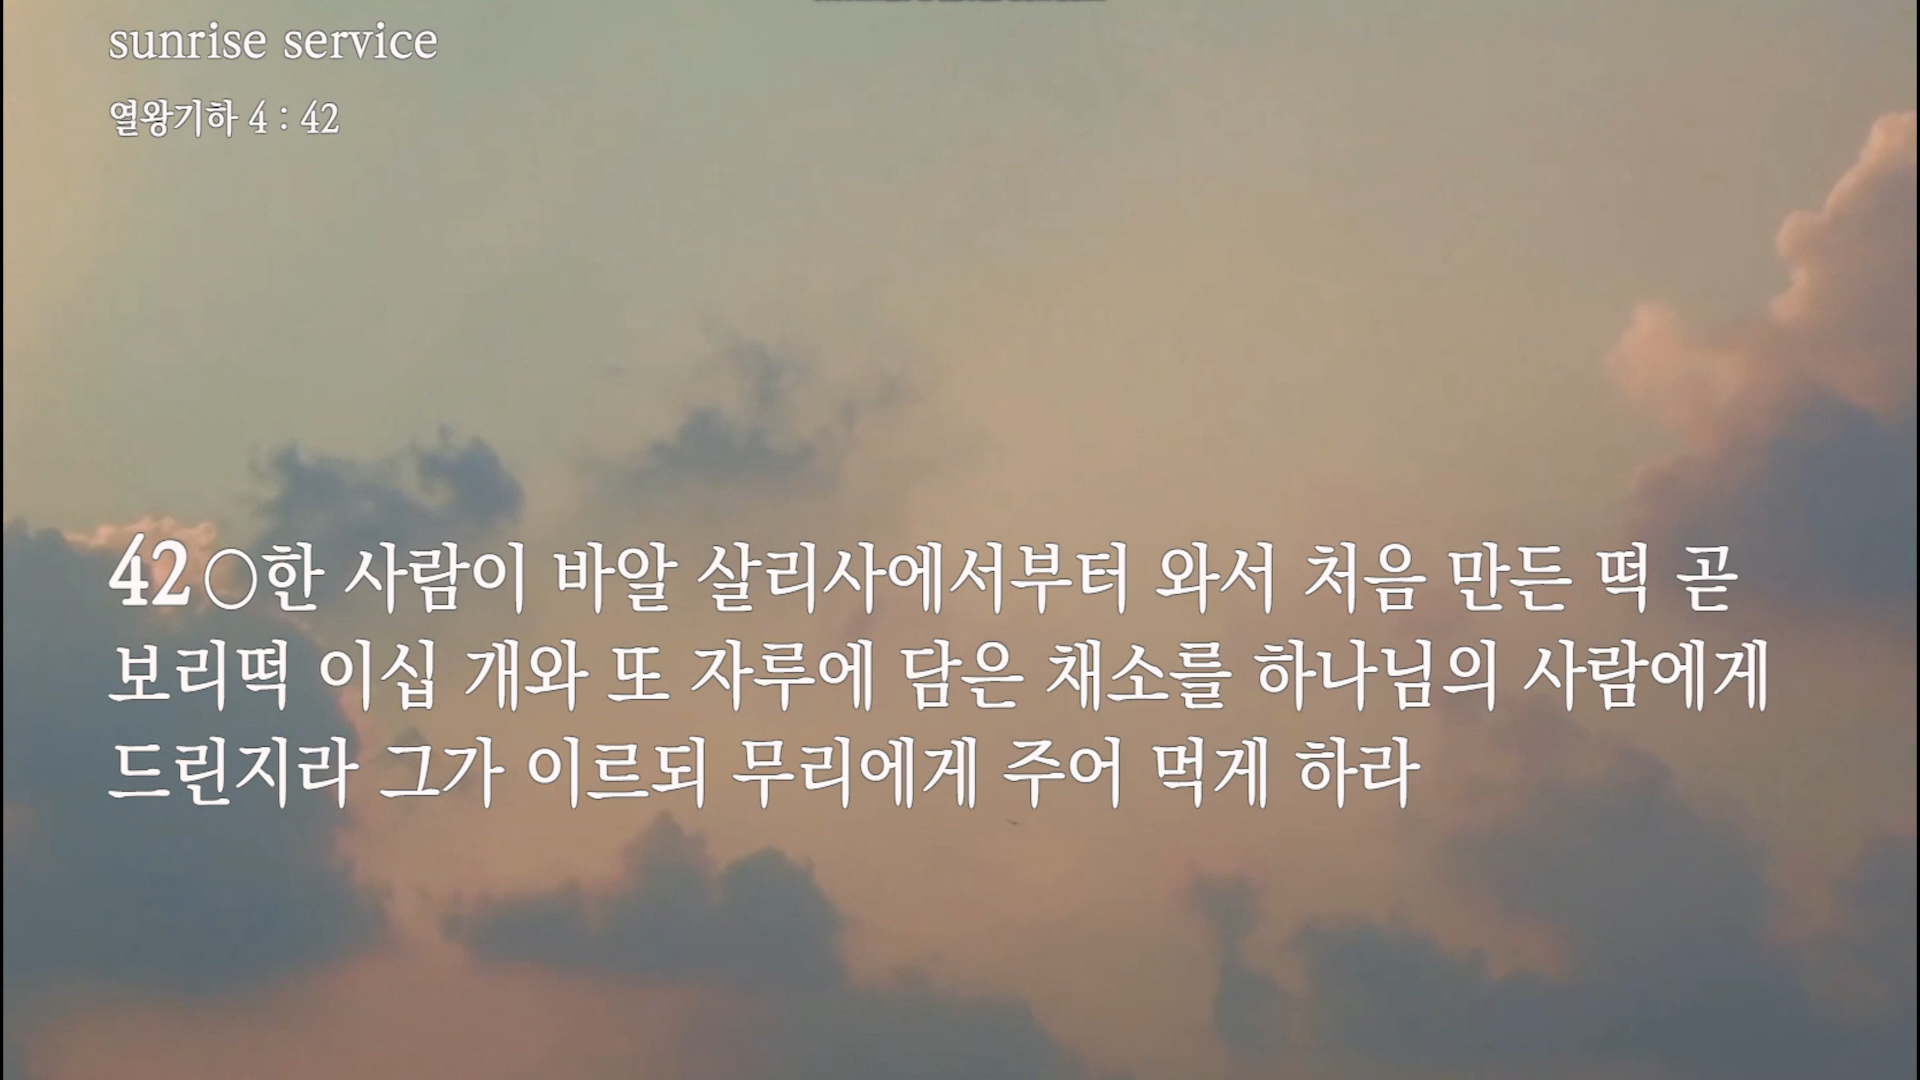 sunrise service
열왕기하 4 : 42
42○한 사람이 바알 살리사에서부터 와서 처음 만든 떡 곧
보리떡 이십 개와 또 자루에 담은 채소를 하나님의 사람에게
드린지라 그가 이르되 무리에게 주어 먹게 하라